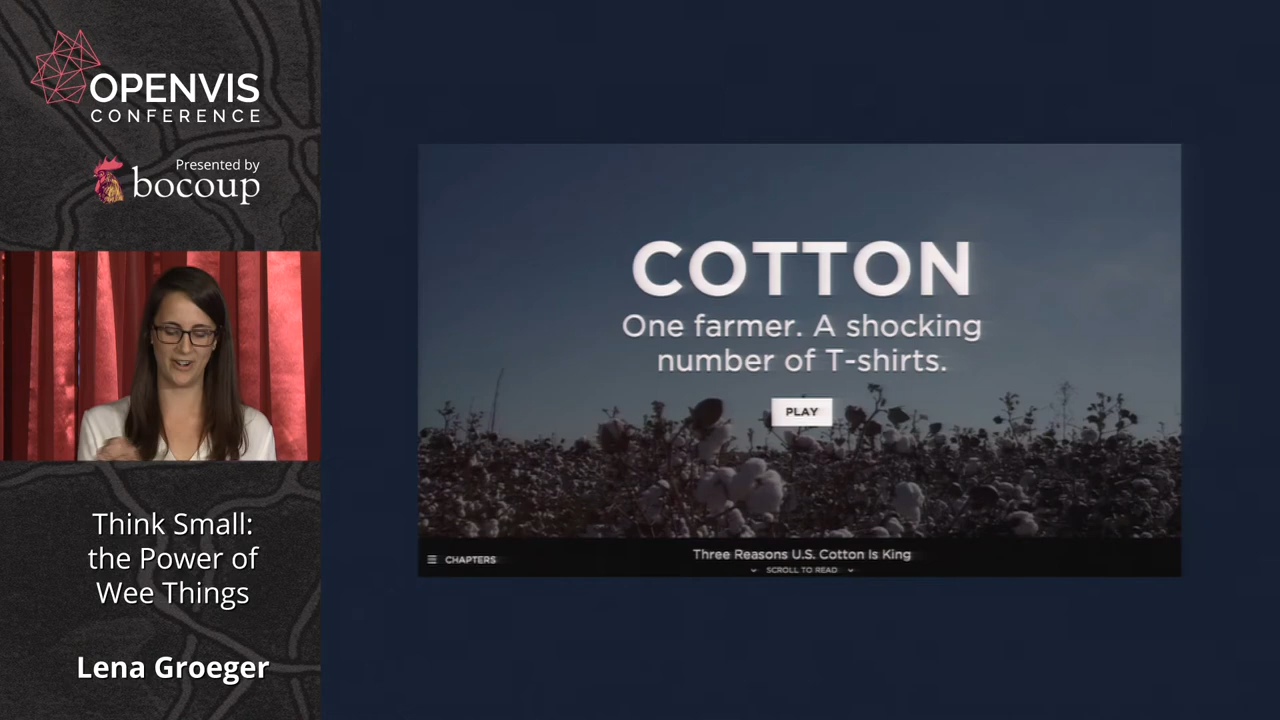 OPENVIS
CONFERENCE
Presented by
bocoup
Think Small:
the Power of
Wee Things
Lena Groeger
COTTON
One farmer. A shocking
number of T-shirts.
PLAY
CHAPTERS
Three Reasons U.S. Cotton Is King
SCROLL TO READ